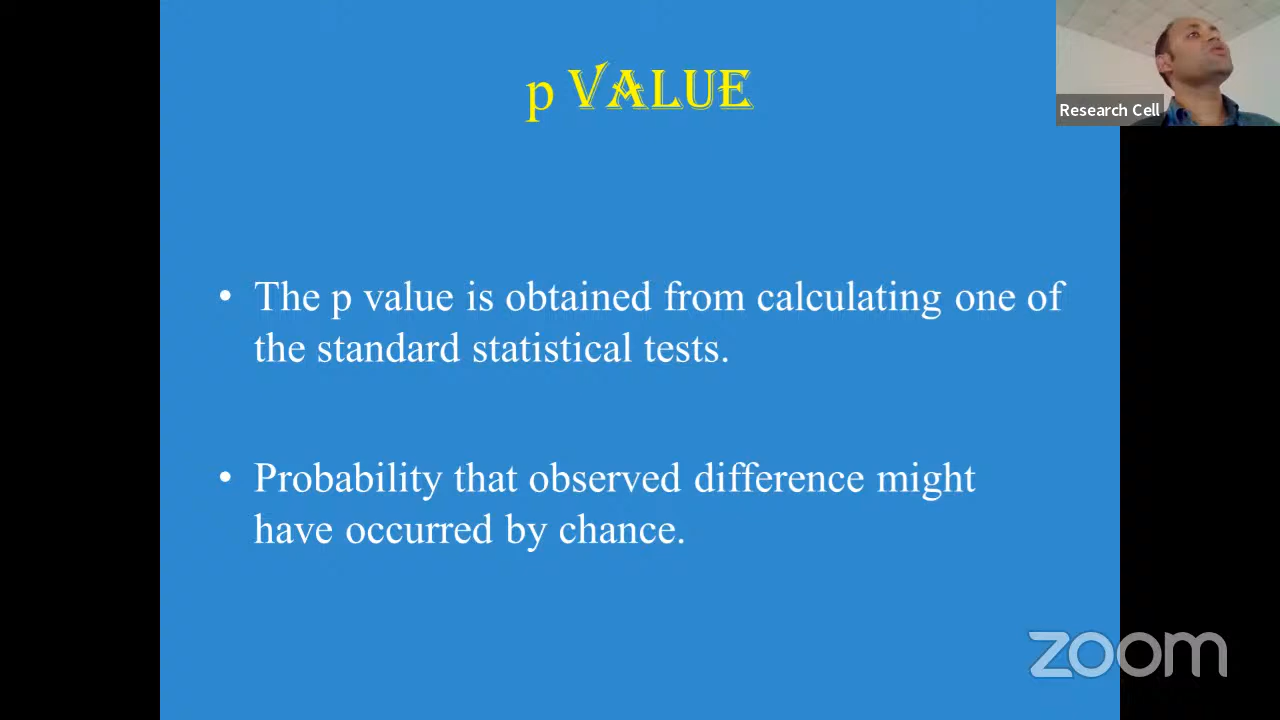 p VALUE
Research Cell
• The p value is obtained from calculating one of
the standard statistical tests.
• Probability that observed difference might
have occurred by chance.
zoom